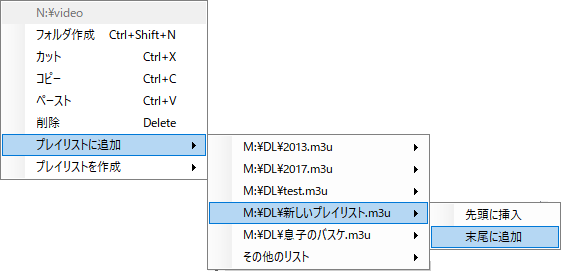 N:¥video
フォルダ作成 Ctrl+Shift+N
カット Ctrl+X
コピー Ctrl+C
ペースト Ctrl+V
削除 Delete
プレイリストに追加
プレイリストを作成
M:¥DL¥2013.m3u
M:¥DL¥2017.m3u
M:¥DL¥test.m3u
M:¥DL¥新しいプレイリスト.m3u
M:¥DL¥息子のバスケ.m3u
その他のリスト
先頭に挿入
末尾に追加